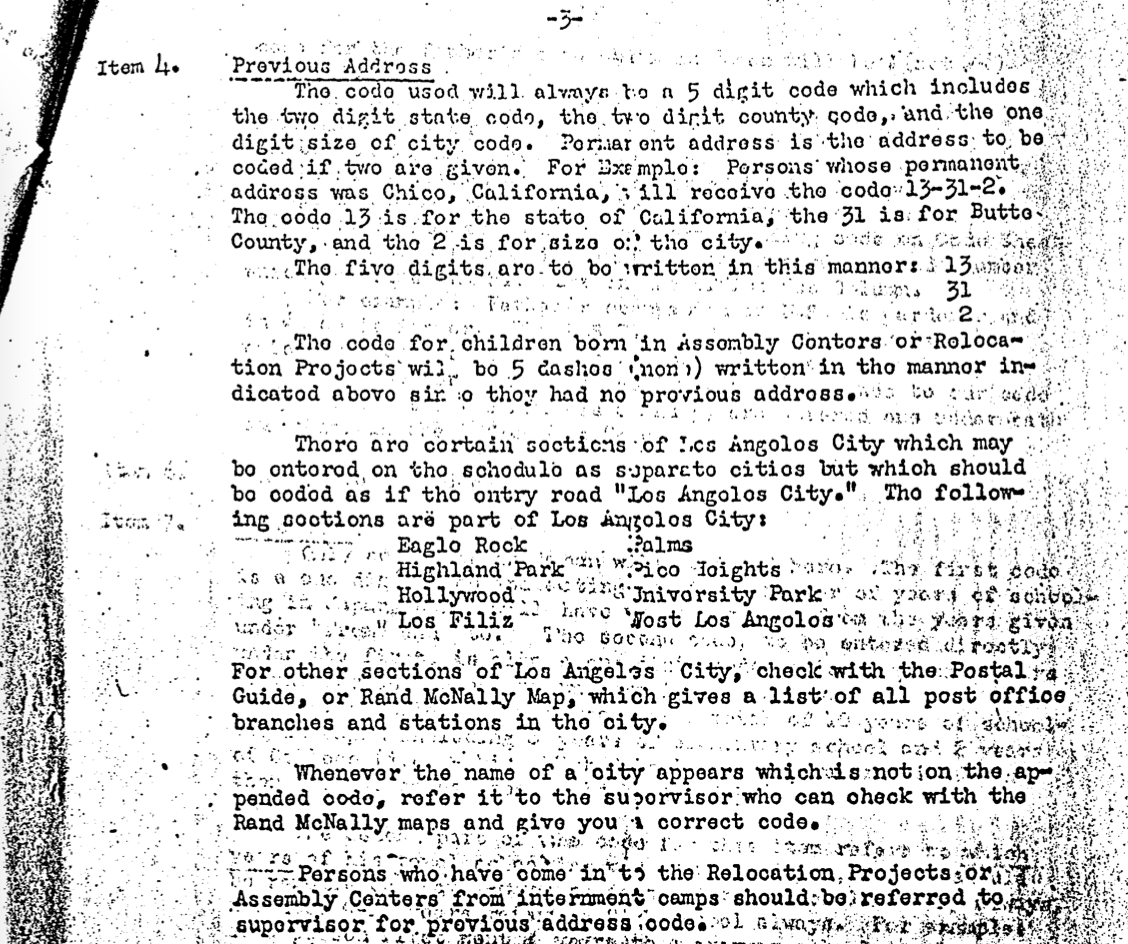 -3-
Item 4. Previous Address
The code used will always be a 5 digit code which includes
the two digit state code, the two digit county code, and the one
digit size of city code. Permanent address is the address to be
coded if two are given. For Example: Persons whose permanent
address was Chico, California, will receive the code 13-31-2.
The code 13 is for the state of California, the 31 is for Butte
County, and the 2 is for size of the city.
The five digits are to be written in this manner: 13
31
2
The code for children born in Assembly Centers or Reloca-
tion Projects will be 5 dashes (none) written in the manner in-
dicated above since they had no previous address.
There are certain sections of Los Angeles City which may
be entered on the schedule as separate cities but which should
be coded as if the entry read "Los Angeles City." The follow-
Item 7. ing sections are part of Los Angeles City:
Eagle Rock Palms
Highland Park Pico Heights
Hollywood University Park
Los Filiz West Los Angeles
For other sections of Los Angeles City, check with the Postal
Guide, or Rand McNally Map, which gives a list of all post office
branches and stations in the city.
Whenever the name of a city appears which is not on the ap-
pended code, refer it to the supervisor who can check with the
Rand McNally maps and give you a correct code.
Persons who have come in to the Relocation Projects or
Assembly Centers from internment camps should be referred to
supervisor for previous address code.